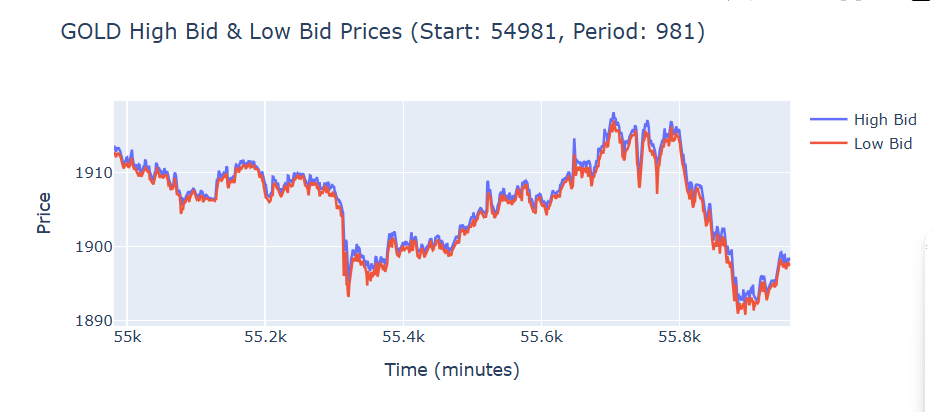 GOLD High Bid & Low Bid Prices (Start: 54981, Period: 981)
High Bid
Low Bid
1910
1900
1890
Price
55k 55.2k 55.4k 55.6k 55.8k
Time (minutes)